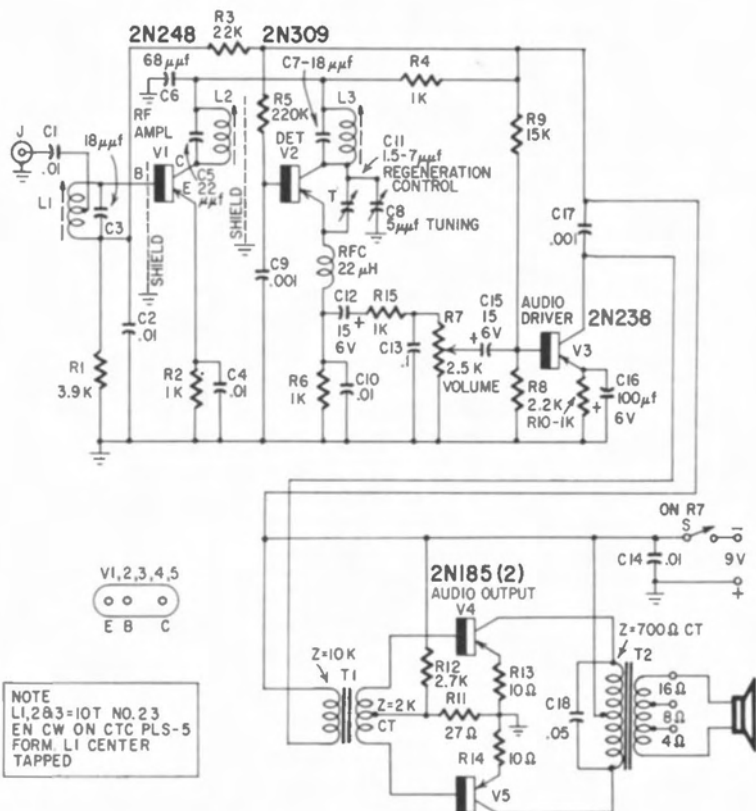 2N248
R3
22K
2N309
68μμf
C6
C7-18μμf
R4
1K
RF
AMPL
L2
L3
R5
220K
R9
15K
J
C1
.01
18μμf
V1
B
C
E
C5
22
μμf
DET
V2
C11
1.5-7μμf
REGENERATION
CONTROL
T
C8
5μμf TUNING
L1
C3
SHIELD
SHIELD
C17
.001
C9
.001
RFC
22μH
C2
.01
C12
15
6V
+
R15
1K
C13
.1
R7
2.5K
VOLUME
C15
15
6V
+
AUDIO
DRIVER
2N238
V3
R1
3.9K
R2
1K
C4
.01
R6
1K
C10
.01
R8
2.2K
R10-1K
+
C16
100μf
6V
ON R7
S
−
9V
+
C14
.01
V1,2,3,4,5
E B C
2N185(2)
AUDIO OUTPUT
V4
Z=700Ω CT
T2
Z=10K
T1
R12
2.7K
R13
10Ω
Z=2K
CT
R11
27Ω
C18
.05
16Ω
8Ω
4Ω
R14
10Ω
V5
NOTE
L1,2&3=10T NO.23
EN CW ON CTC PLS-5
FORM. L1 CENTER
TAPPED